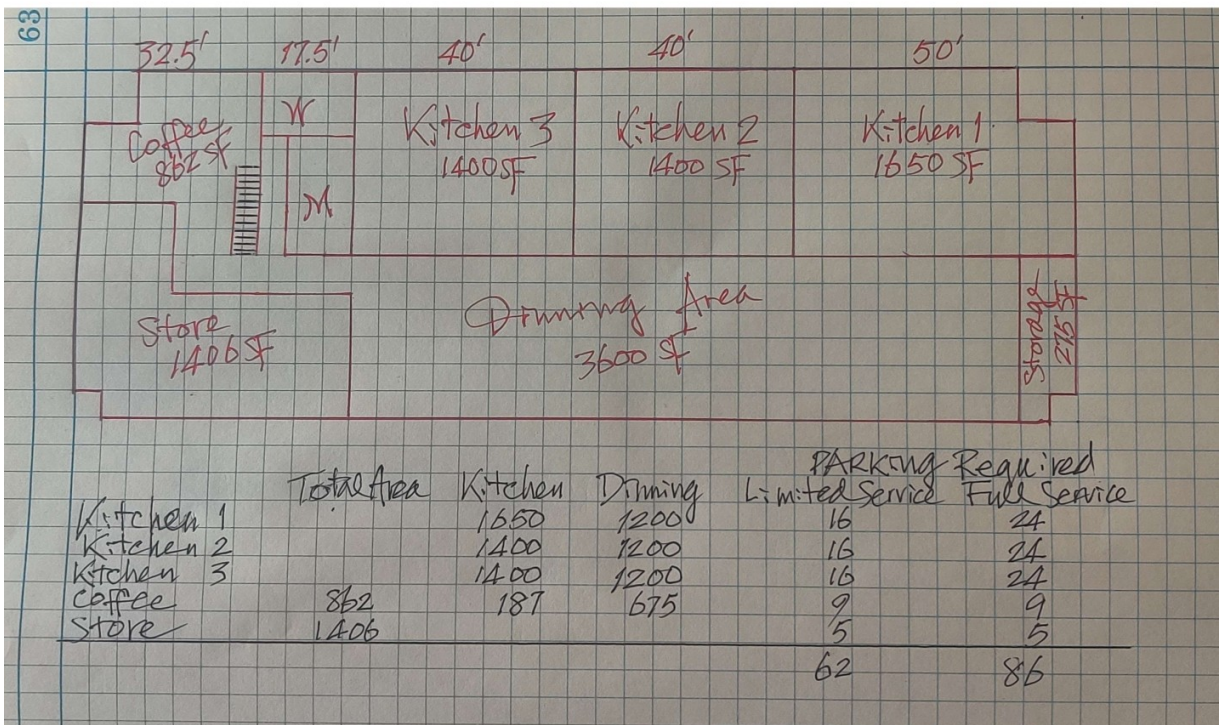 63
32.5' 17.5' 40' 40' 50'
Coffee
862 SF
W
M
Kitchen 3
1400 SF
Kitchen 2
1400 SF
Kitchen 1
1650 SF
Store
1406 SF
Dinning Area
3600 SF
Storage
275 SF
PARKing Required
Total Area Kitchen Dinning Limited Service Full Service
Kitchen 1 1650 1200 16 24
Kitchen 2 1400 1200 16 24
Ktchen 3 1400 1200 16 24
Coffee 862 187 675 9 9
Store 1406 5 5
62 86